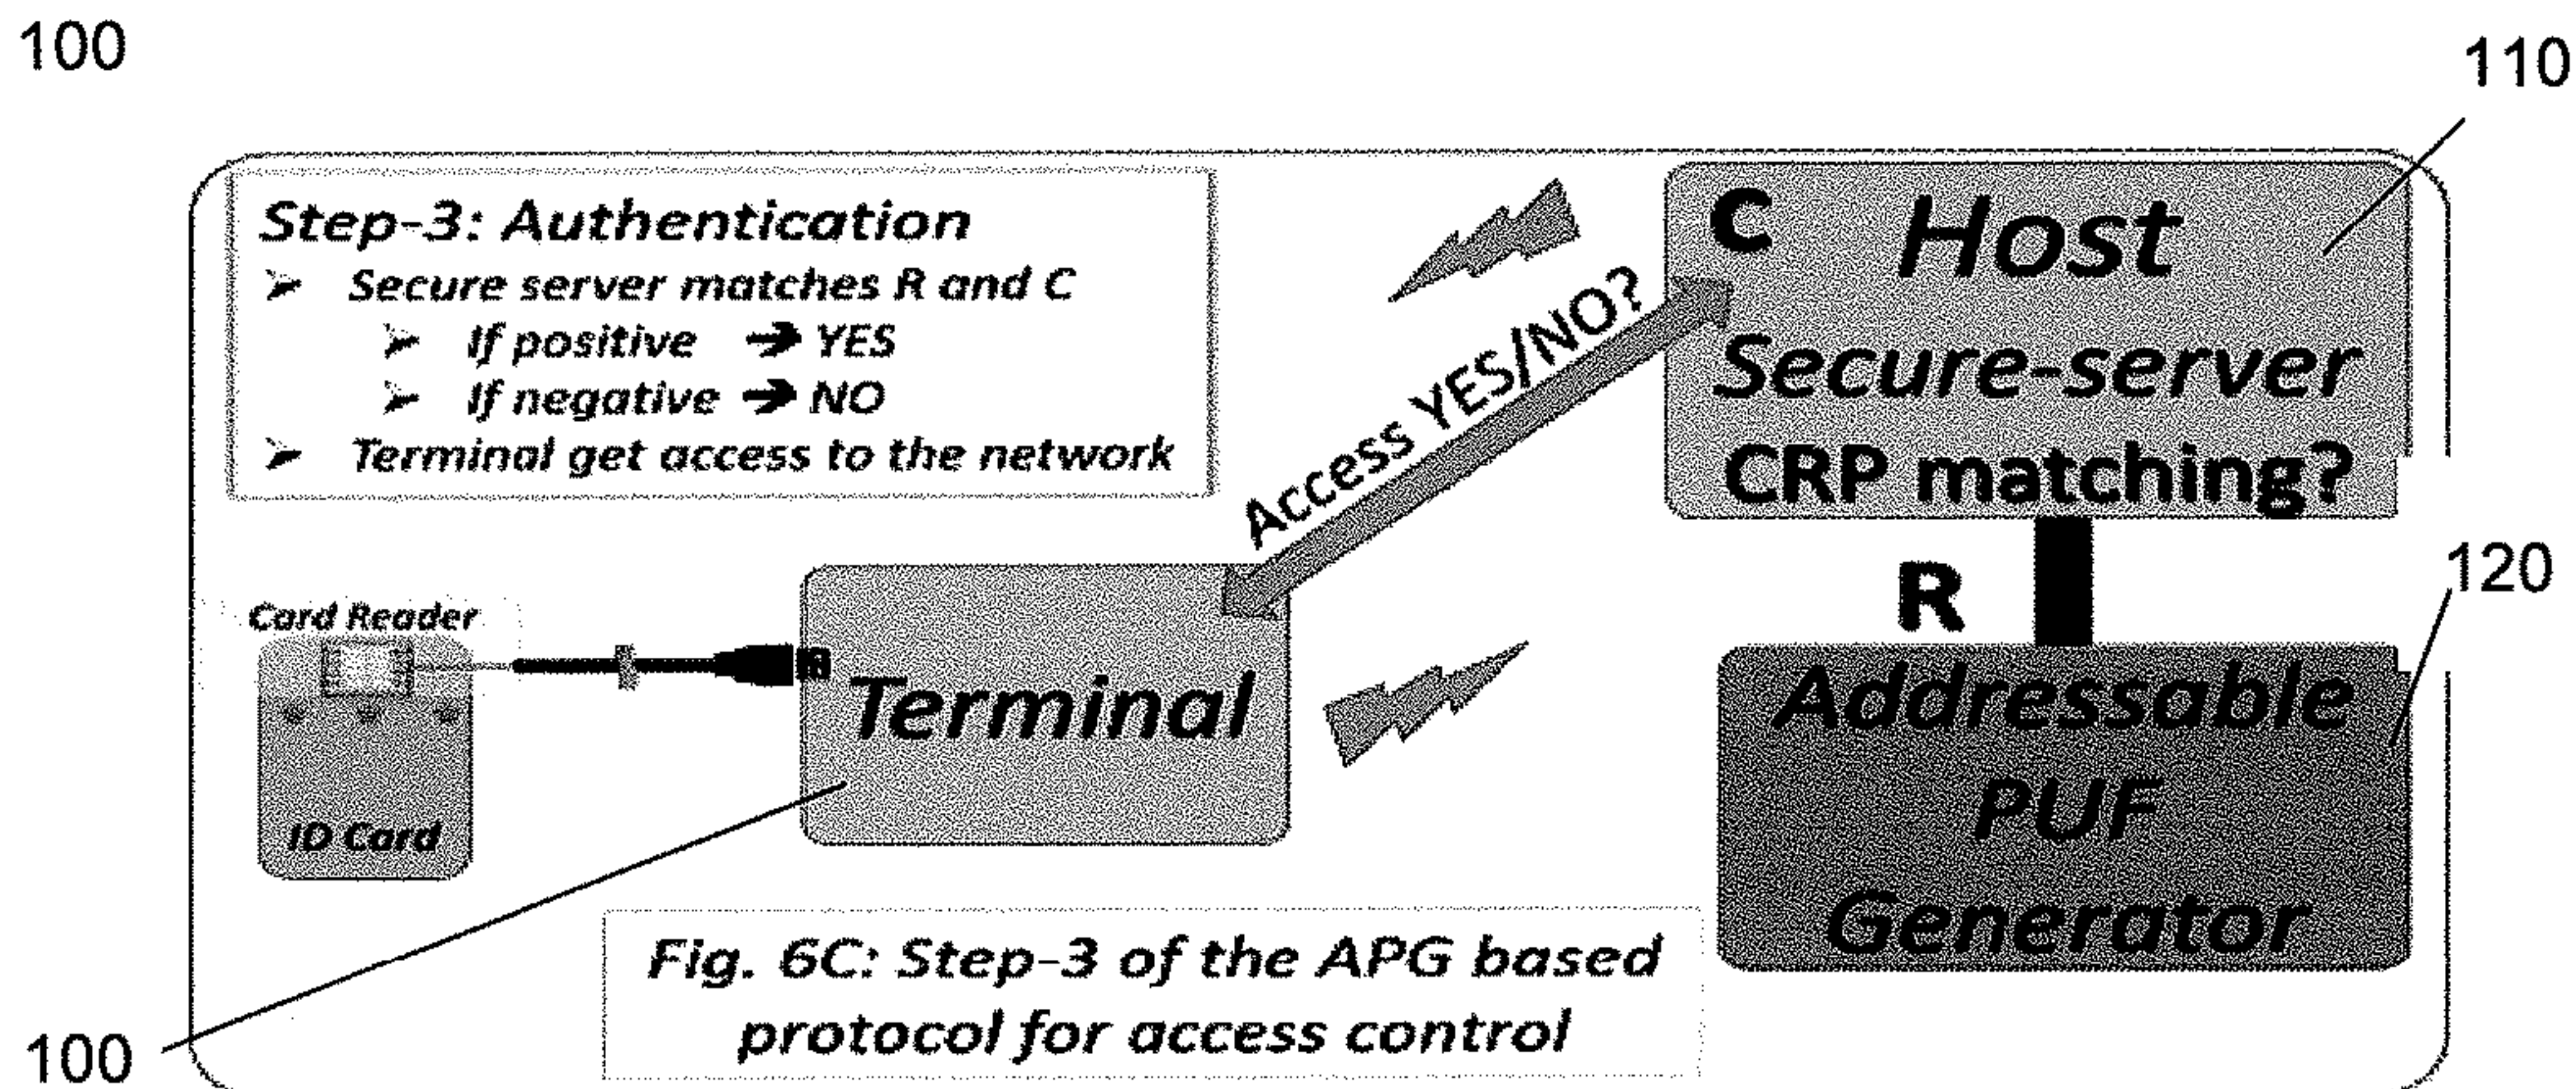 100
110
Step-3: Authentication
➢ Secure server matches R and C
➢ If positive ➔ YES
➢ If negative ➔ NO
➢ Terminal get access to the network
Access YES/NO?
C
Host
Secure-server
CRP matching?
R
120
Card Reader
ID Card
Terminal
Addressable
PUF
Generator
Fig. 6C: Step-3 of the APG based
protocol for access control
100